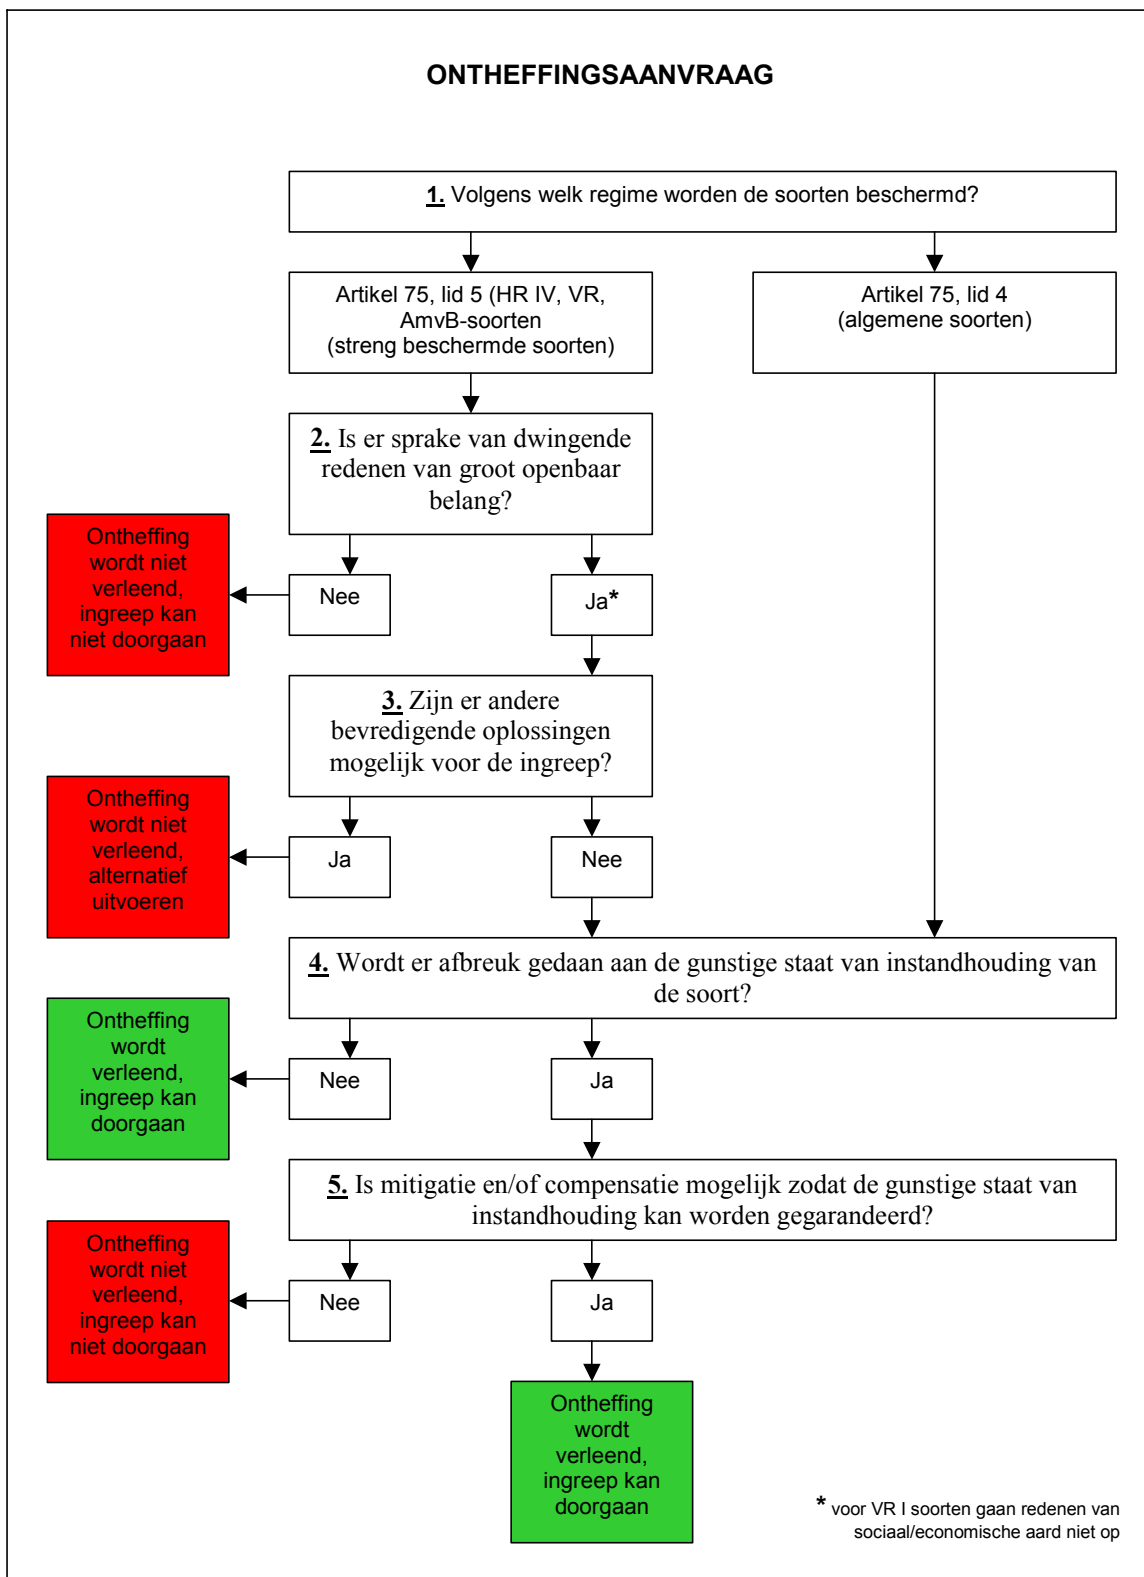 ONTHEFFINGSAANVRAAG
1. Volgens welk regime worden de soorten beschermd?
Artikel 75, lid 5 (HR IV, VR,
AmvB-soorten
(streng beschermde soorten)
Artikel 75, lid 4
(algemene soorten)
2. Is er sprake van dwingende
redenen van groot openbaar
belang?
Ontheffing
wordt niet
verleend,
ingreep kan
niet doorgaan
Nee
Ja*
3. Zijn er andere
bevredigende oplossingen
mogelijk voor de ingreep?
Ontheffing
wordt niet
verleend,
alternatief
uitvoeren
Ja
Nee
4. Wordt er afbreuk gedaan aan de gunstige staat van instandhouding van
de soort?
Ontheffing
wordt
verleend,
ingreep kan
doorgaan
Nee
Ja
5. Is mitigatie en/of compensatie mogelijk zodat de gunstige staat van
instandhouding kan worden gegarandeerd?
Ontheffing
wordt niet
verleend,
ingreep kan
niet doorgaan
Nee
Ja
Ontheffing
wordt
verleend,
ingreep kan
doorgaan
* voor VR I soorten gaan redenen van
sociaal/economische aard niet op